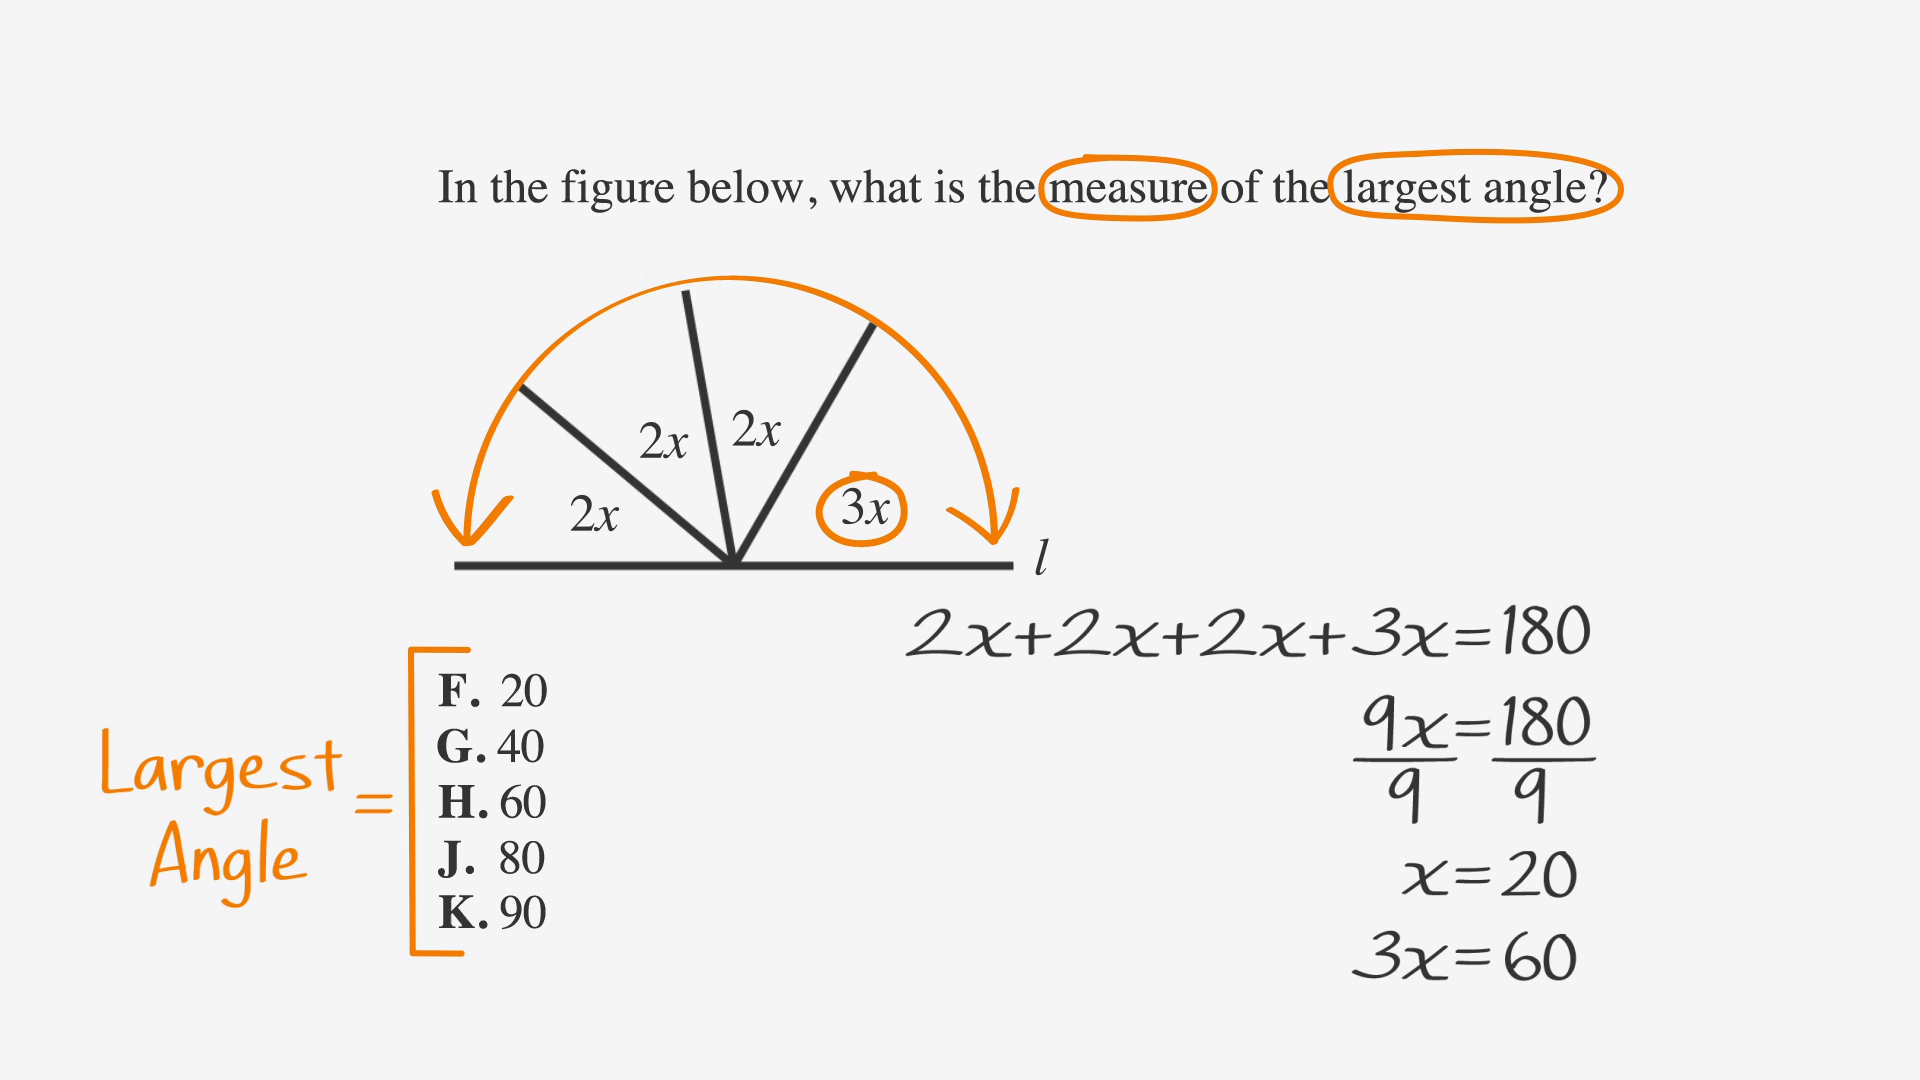 In the figure below, what is the measure of the largest angle?
2x
2x
2x
3x
l
2x+2x+2x+3x=180
9x=180
9 9
x=20
3x=60
Largest
Angle
=
F. 20
G. 40
H. 60
J. 80
K. 90